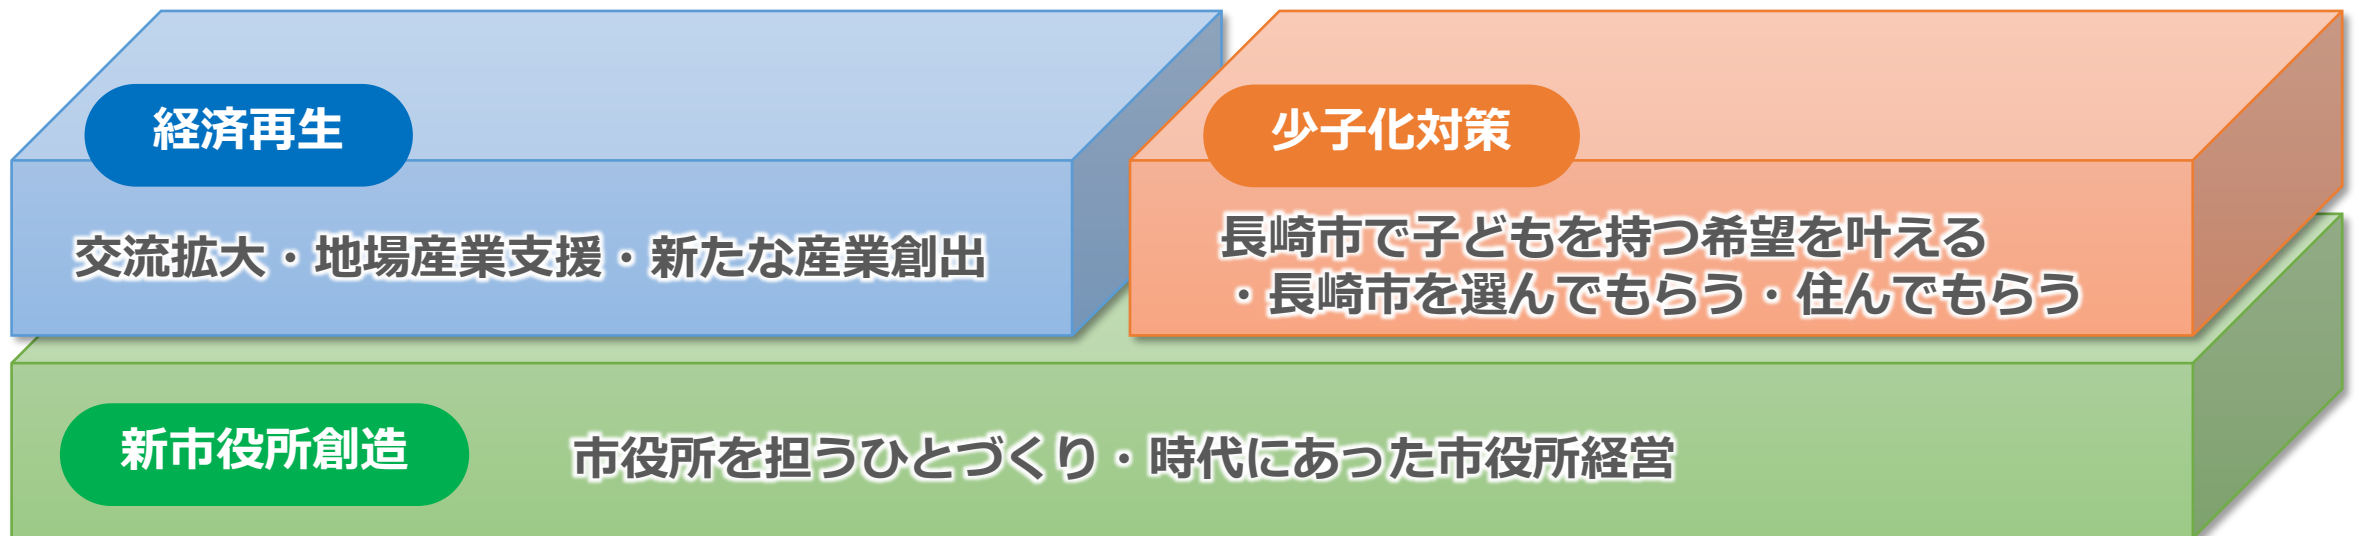 経済再生
交流拡大・地場産業支援・新たな産業創出
少子化対策
長崎市で子どもを持つ希望を叶える
・長崎市を選んでもらう・住んでもらう
新市役所創造
市役所を担うひとづくり・時代にあった市役所経営